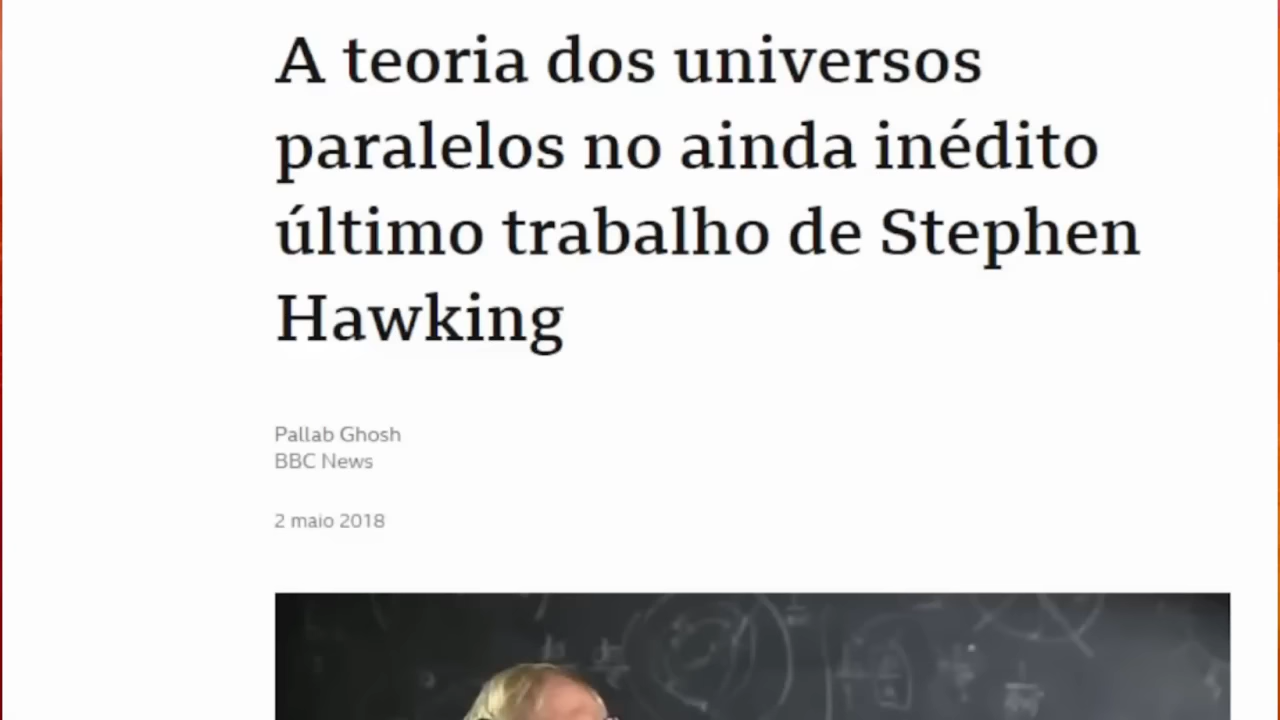 A teoria dos universos
paralelos no ainda inédito
último trabalho de Stephen
Hawking
Pallab Ghosh
BBC News
2 maio 2018